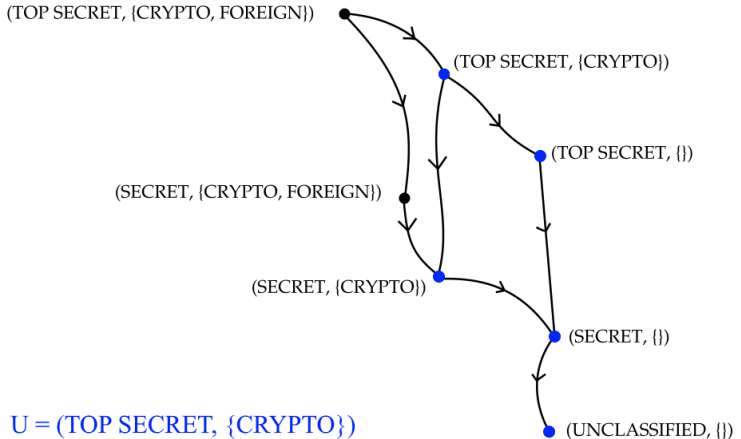 (TOP SECRET, {CRYPTO, FOREIGN})
(TOP SECRET, {CRYPTO})
(TOP SECRET, {})
(SECRET, {CRYPTO, FOREIGN})
(SECRET, {CRYPTO})
(SECRET, {})
U = (TOP SECRET, {CRYPTO})
(UNCLASSIFIED, {})